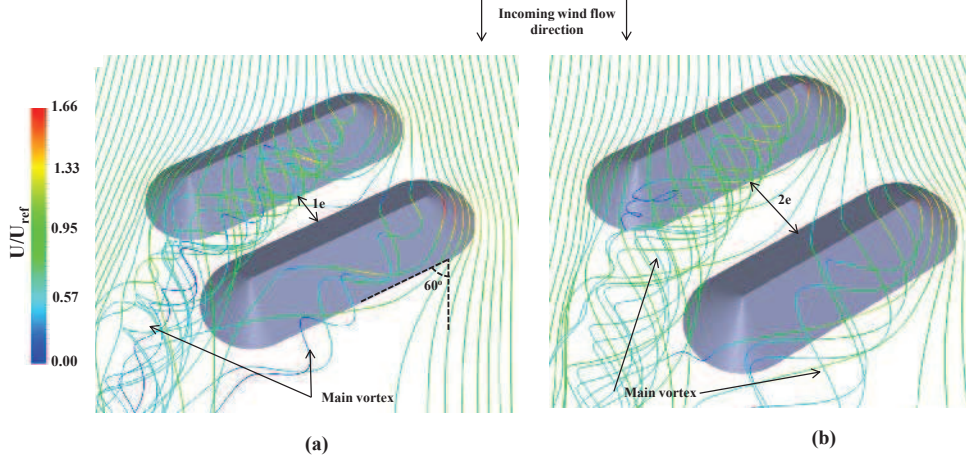 Incoming wind flow
direction
U/U_ref
1.66
1.33
0.95
0.57
0.00
1e
60°
Main vortex
(a)
2e
Main vortex
(b)